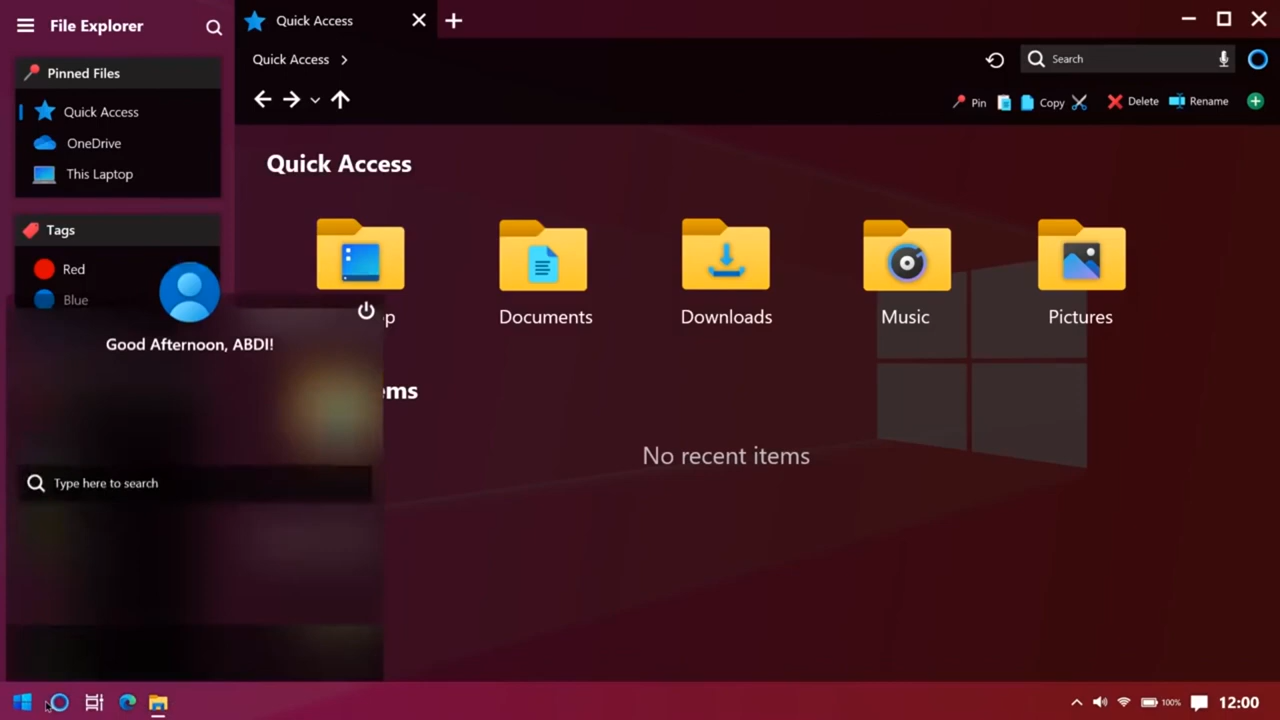 File Explorer
Quick Access
Quick Access
Search
Pin
Copy
Delete
Rename
Pinned Files
Quick Access
OneDrive
This Laptop
Tags
Red
Blue
Quick Access
p
Documents
Downloads
Music
Pictures
Good Afternoon, ABDI!
ems
No recent items
Type here to search
100%
12:00